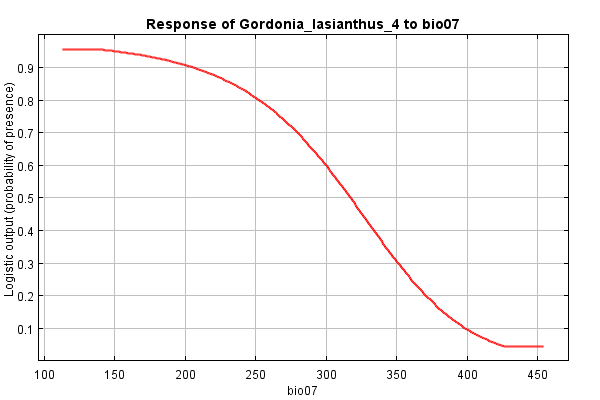 Response of Gordonia_lasianthus_4 to bio07
Logistic output (probability of presence)
0.9
0.8
0.7
0.6
0.5
0.4
0.3
0.2
0.1
100 150 200 250 300 350 400 450
bio07